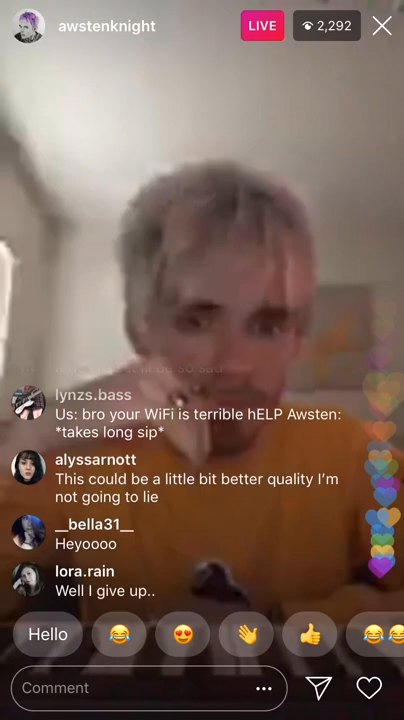 awstenknight
LIVE
2,292
lynzs.bass
Us: bro your WiFi is terrible hELP Awsten:
*takes long sip*
alyssarnott
This could be a little bit better quality I'm
not going to lie
__bella31__
Heyoooo
lora.rain
Well I give up..
Hello
Comment